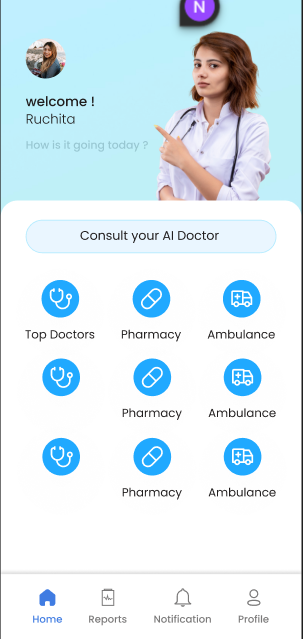 N
welcome !
Ruchita
How is it going today ?
Consult your AI Doctor
Top Doctors Pharmacy Ambulance
Pharmacy Ambulance
Pharmacy Ambulance
Home Reports Notification Profile